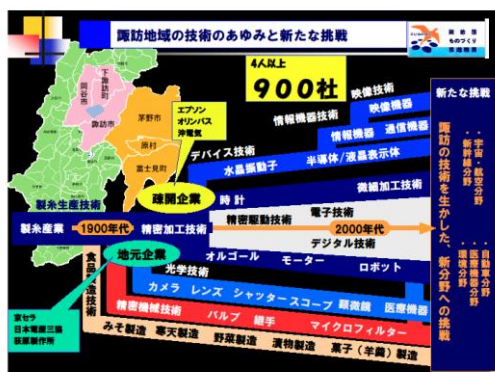 諏訪地域の技術のあゆみと新たな挑戦
諏訪圏
ものづくり
推進機構
4人以上
900社
岡谷市
下諏訪町
諏訪市
茅野市
原村
富士見町
エプソン
オリンパス
沖電気
疎開企業
映像技術
映像機器
情報機器技術
情報機器
通信機器
デバイス技術
水晶振動子
半導体/液晶表示体
時計
微細加工技術
製糸生産技術
製糸産業
1900年代
精密加工技術
精密駆動技術
電子技術
2000年代
デジタル技術
オルゴール
モーター
ロボット
地元企業
京セラ
日本電産三協
荻原製作所
光学技術
カメラ
レンズ
シャッター
スコープ
顕微鏡
医療機器
精密機械技術
バルブ
継手
マイクロフィルター
食品製造技術
みそ製造
寒天製造
野菜製造
漬物製造
菓子(羊羹)製造
新たな挑戦
諏訪の技術を生かした、新分野への挑戦
・宇宙・航空分野
・新幹線分野
・自動車分野
・医療機器分野
・環境分野